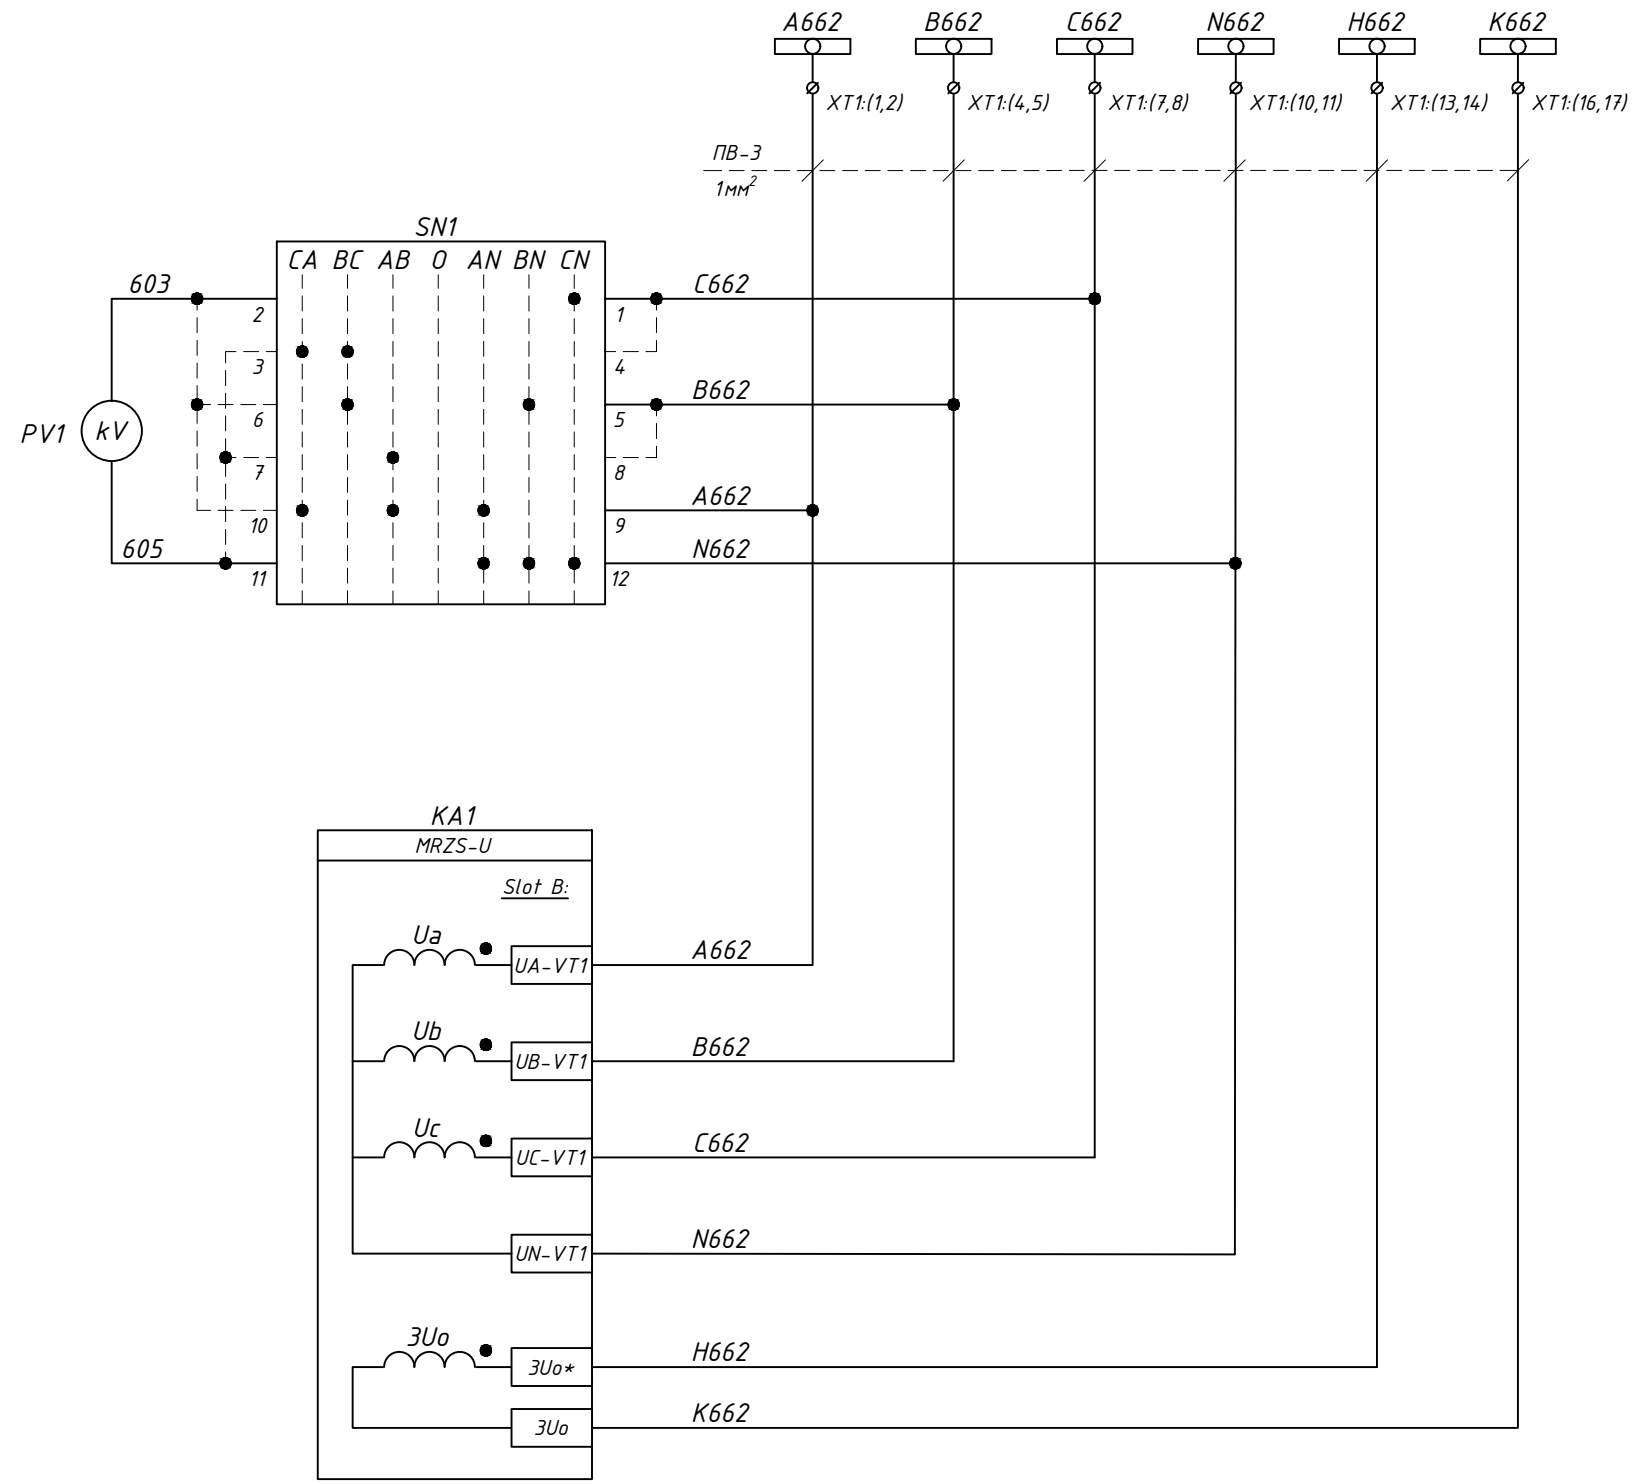 A662 B662 C662 N662 H662 K662
XT1:(1,2) XT1:(4,5) XT1:(7,8) XT1:(10,11) XT1:(13,14) XT1:(16,17)
ПВ-3
1мм²
SN1
CA BC AB 0 AN BN CN
603 C662
2 1
3 4
B662
6 5
PV1 kV
7 8
A662
10 9
605 N662
11 12
KA1
MRZS-U
Slot B:
Ua A662
UA-VT1
Ub B662
UB-VT1
Uc C662
UC-VT1
N662
UN-VT1
3Uo H662
3Uo*
K662
3Uo